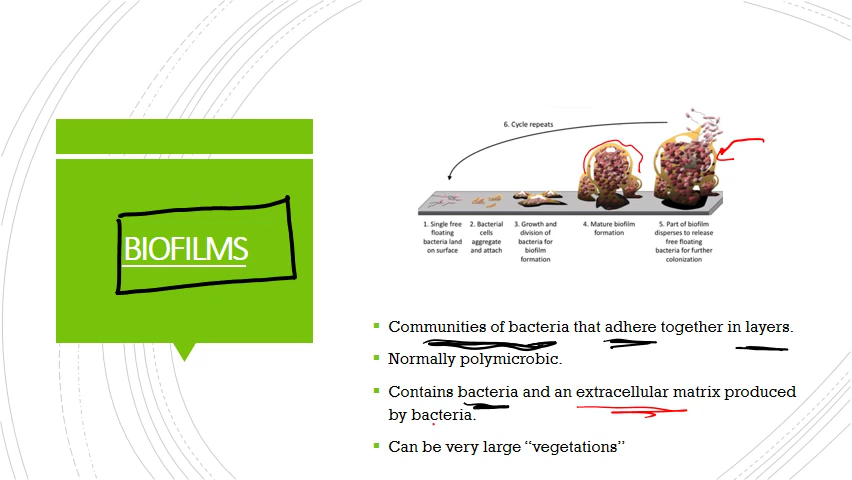 BIOFILMS
6. Cycle repeats
1. Single free
floating
bacteria land
on surface
2. Bacterial
cells
aggregate
and attach
3. Growth and
division of
bacteria for
biofilm
formation
4. Mature biofilm
formation
5. Part of biofilm
disperses to release
free floating
bacteria for further
colonization
Communities of bacteria that adhere together in layers.
Normally polymicrobic.
Contains bacteria and an extracellular matrix produced
by bacteria.
Can be very large “vegetations”